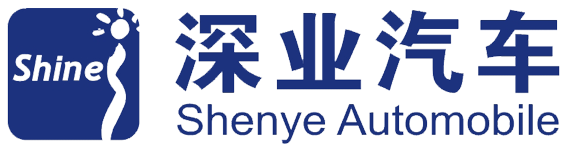 Shine
深业汽车
Shenye Automobile